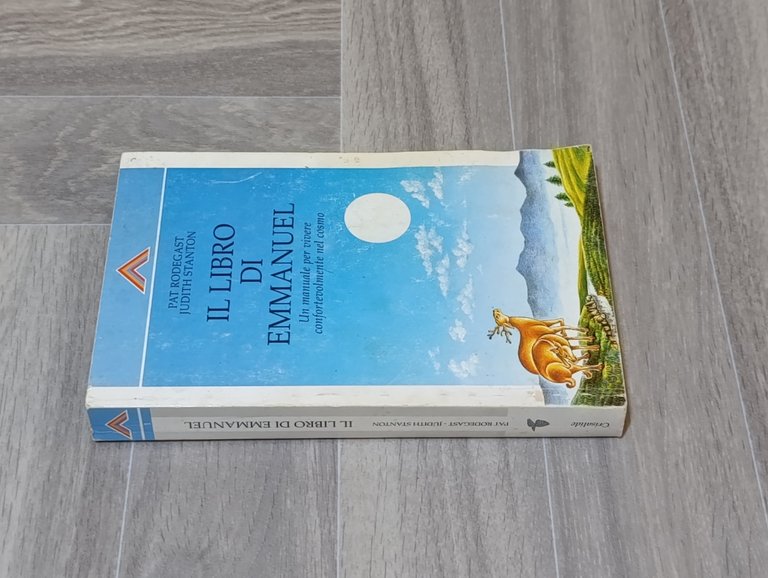 PAT RODEGAST
JUDITH STANTON
IL LIBRO
DI
EMMANUEL
Un manuale per vivere
confortevolmente nel cosmo
1
IL LIBRO DI EMMANUEL
PAT RODEGAST - JUDITH STANTON
Crisalide